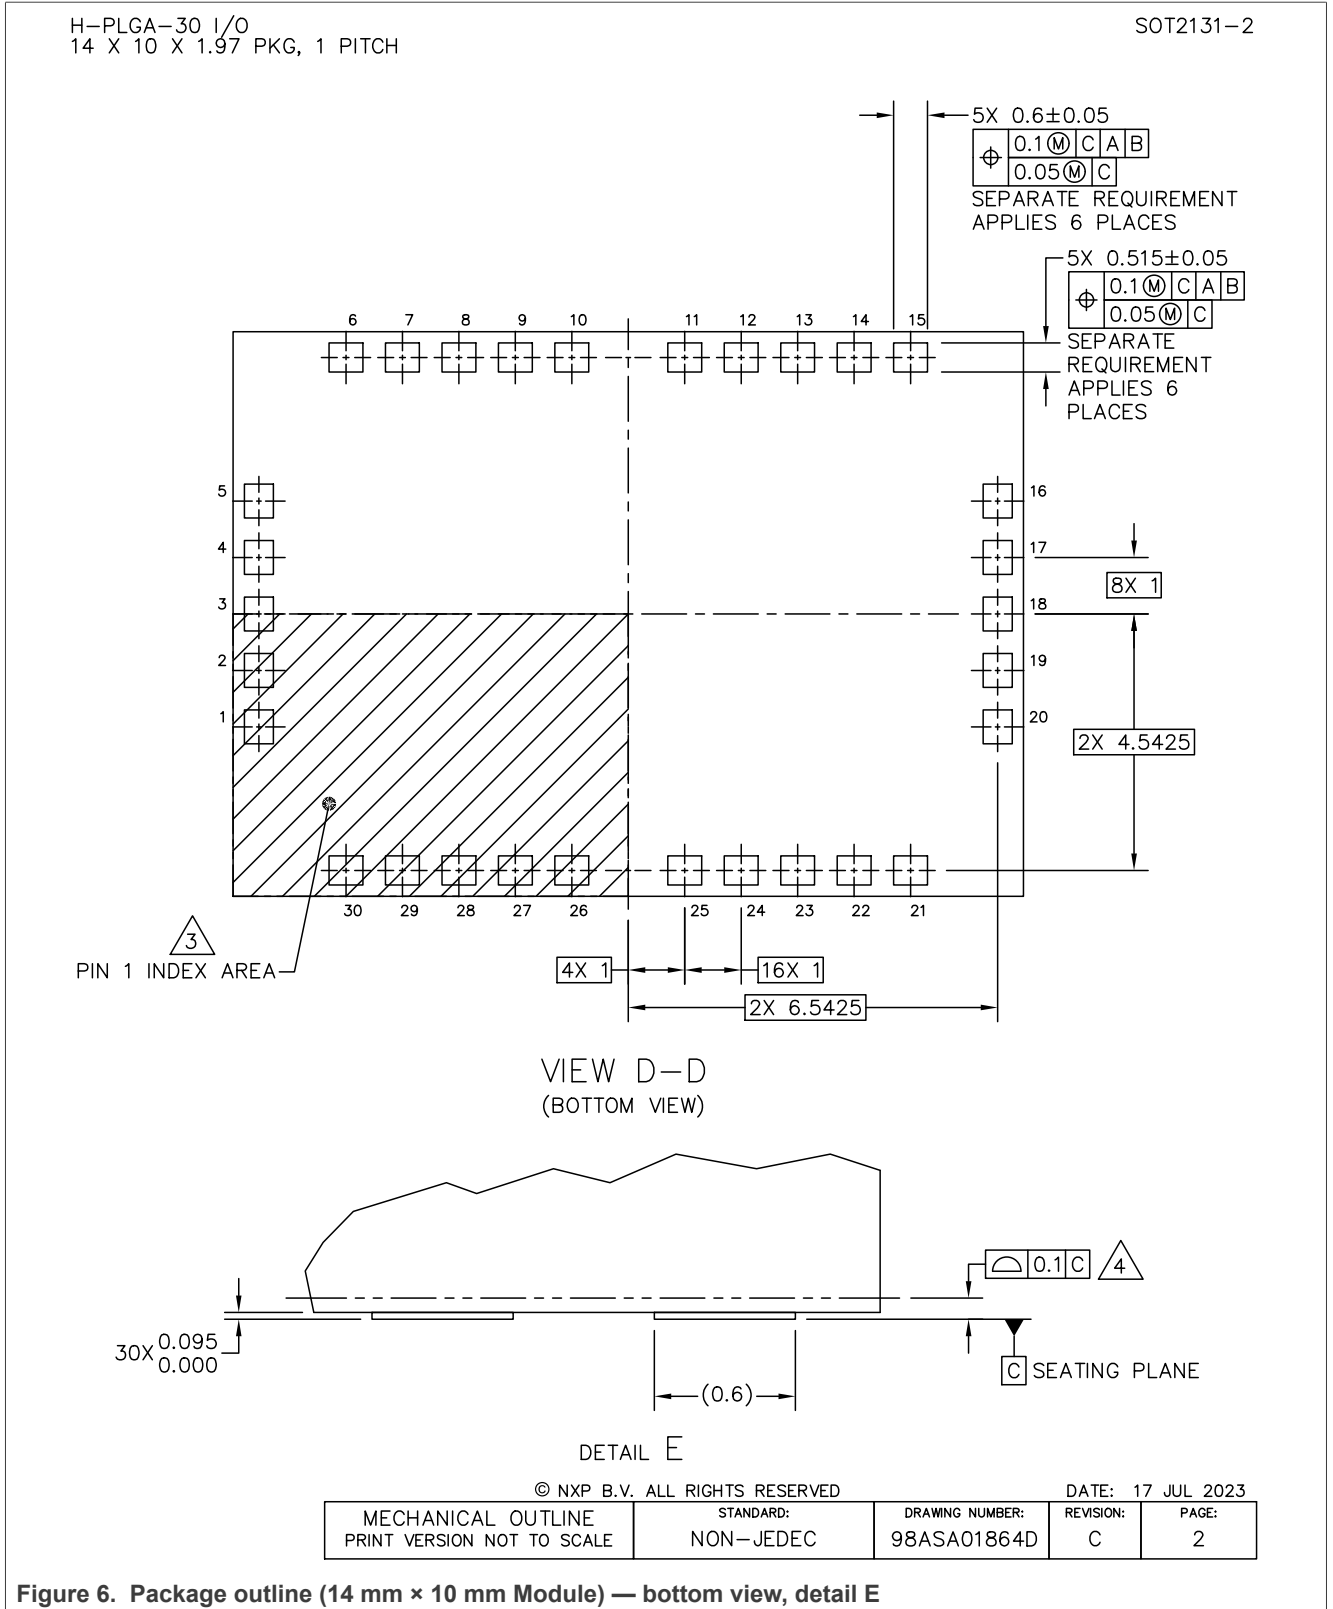 H-PLGA-30 I/O
14 X 10 X 1.97 PKG, 1 PITCH
SOT2131-2
5X 0.6±0.05
⌖ 0.1Ⓜ C A B
0.05Ⓜ C
SEPARATE REQUIREMENT
APPLIES 6 PLACES
5X 0.515±0.05
⌖ 0.1Ⓜ C A B
0.05Ⓜ C
SEPARATE
REQUIREMENT
APPLIES 6
PLACES
6 7 8 9 10 11 12 13 14 15
5
4
3
2
1
16
17
18
19
20
8X 1
2X 4.5425
30 29 28 27 26 25 24 23 22 21
3
PIN 1 INDEX AREA
4X 1
16X 1
2X 6.5425
VIEW D-D
(BOTTOM VIEW)
⌓ 0.1 C 4
30X 0.095
0.000
C SEATING PLANE
(0.6)
DETAIL E
© NXP B.V. ALL RIGHTS RESERVED
DATE: 17 JUL 2023
MECHANICAL OUTLINE
PRINT VERSION NOT TO SCALE
STANDARD:
NON-JEDEC
DRAWING NUMBER:
98ASA01864D
REVISION:
C
PAGE:
2
Figure 6. Package outline (14 mm × 10 mm Module) — bottom view, detail E